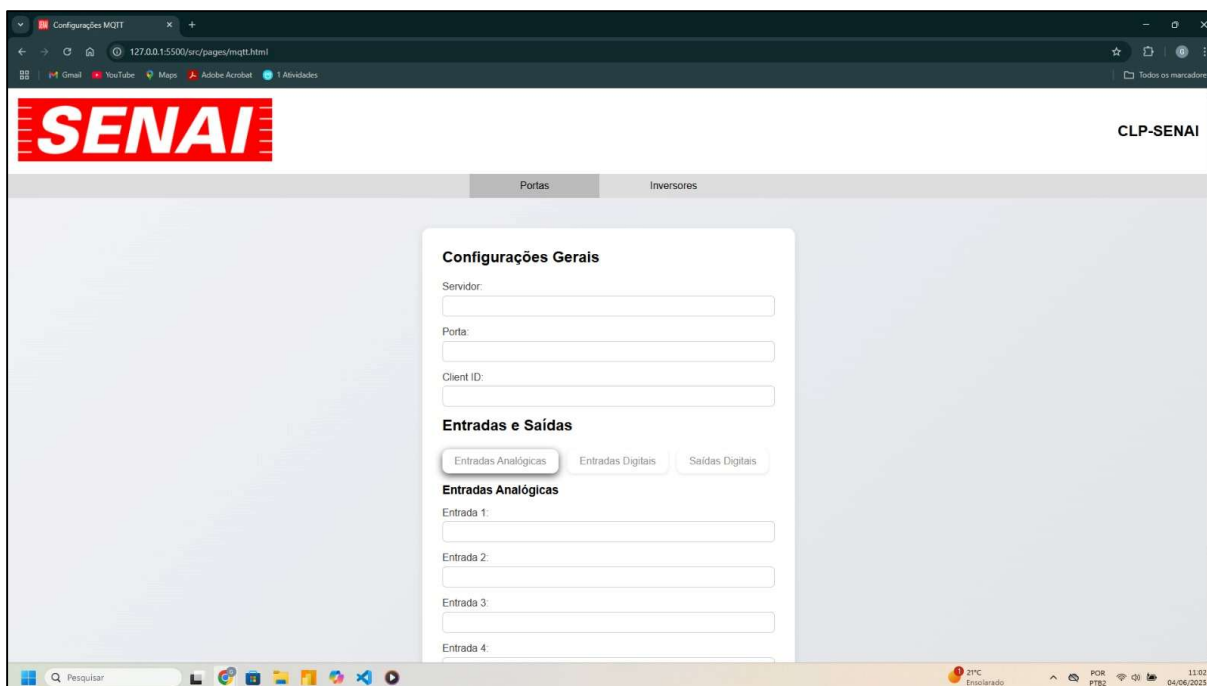 Configurações MQTT
127.0.0.1:5500/src/pages/mqtt.html
Gmail YouTube Maps Adobe Acrobat 1 Atividades Todos os marcadores
SENAI
CLP-SENAI
Portas Inversores
Configurações Gerais
Servidor:
Porta:
Client ID:
Entradas e Saídas
Entradas Analógicas Entradas Digitais Saídas Digitais
Entradas Analógicas
Entrada 1:
Entrada 2:
Entrada 3:
Entrada 4:
Pesquisar
1 21°C
Ensolarado
POR
PTB2
11:02
04/06/2025